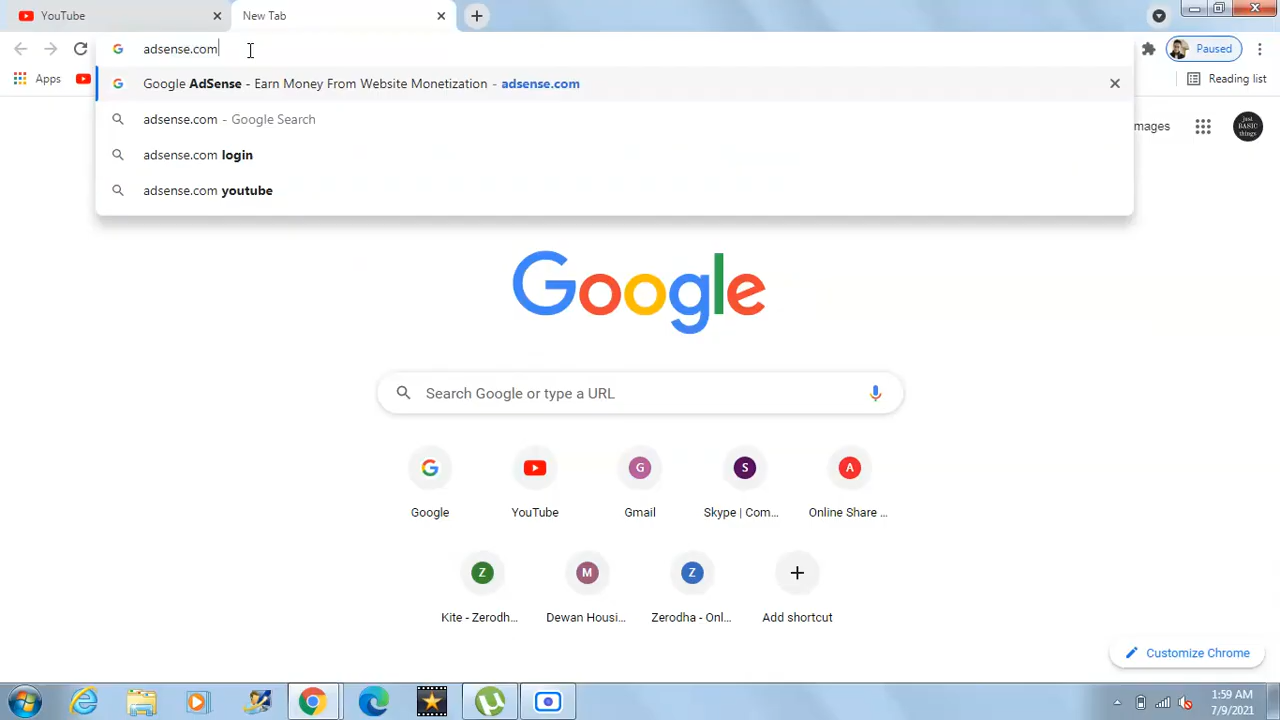 YouTube
New Tab
adsense.com
Paused
Apps
Google AdSense - Earn Money From Website Monetization - adsense.com
Reading list
adsense.com - Google Search
adsense.com login
adsense.com youtube
mages
just BASIC things
Google
Search Google or type a URL
G
S
A
Google
YouTube
Gmail
Skype | Com...
Online Share ...
Z
M
Z
Kite - Zerodh...
Dewan Housi...
Zerodha - Onl...
Add shortcut
Customize Chrome
1:59 AM
7/9/2021